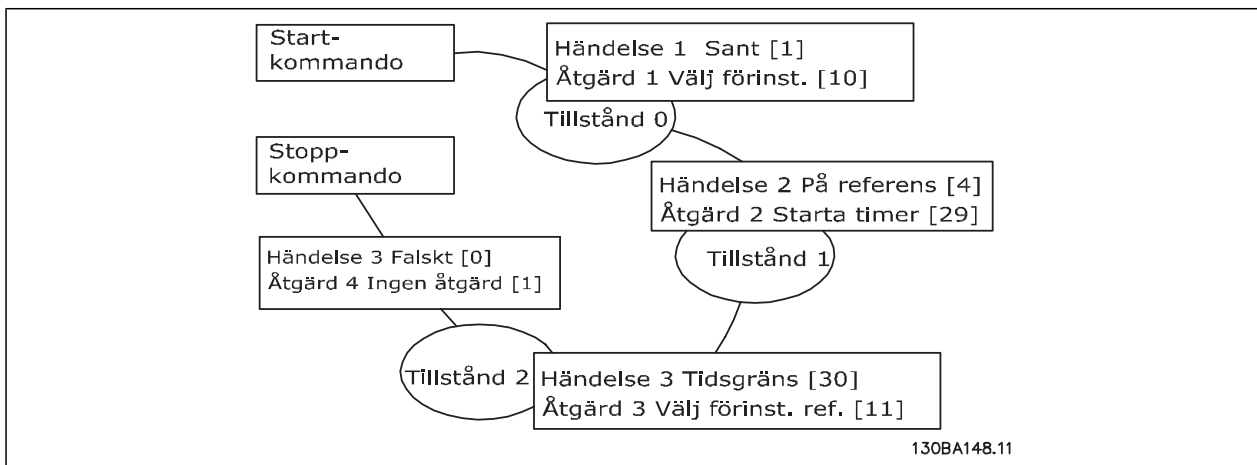 Start-
kommando
Händelse 1 Sant [1]
Åtgärd 1 Välj förinst. [10]
Tillstånd 0
Stopp-
kommando
Händelse 2 På referens [4]
Åtgärd 2 Starta timer [29]
Tillstånd 1
Händelse 3 Falskt [0]
Åtgärd 4 Ingen åtgärd [1]
Tillstånd 2
Händelse 3 Tidsgräns [30]
Åtgärd 3 Välj förinst. ref. [11]
130BA148.11